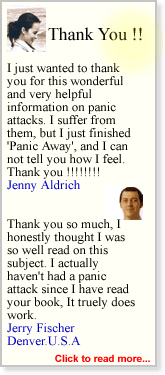 Thank You !!
I just wanted to thank
you for this wonderful
and very helpful
information on panic
attacks. I suffer from
them, but I just finished
'Panic Away', and I can
not tell you how I feel.
Thank you !!!!!!!!
Jenny Aldrich
Thank you so much, I
honestly thought I was
so well read on this
subject. I actually
haven't had a panic
attack since I have read
your book, It truely does
work.
Jerry Fischer
Denver.U.S.A
Click to read more...